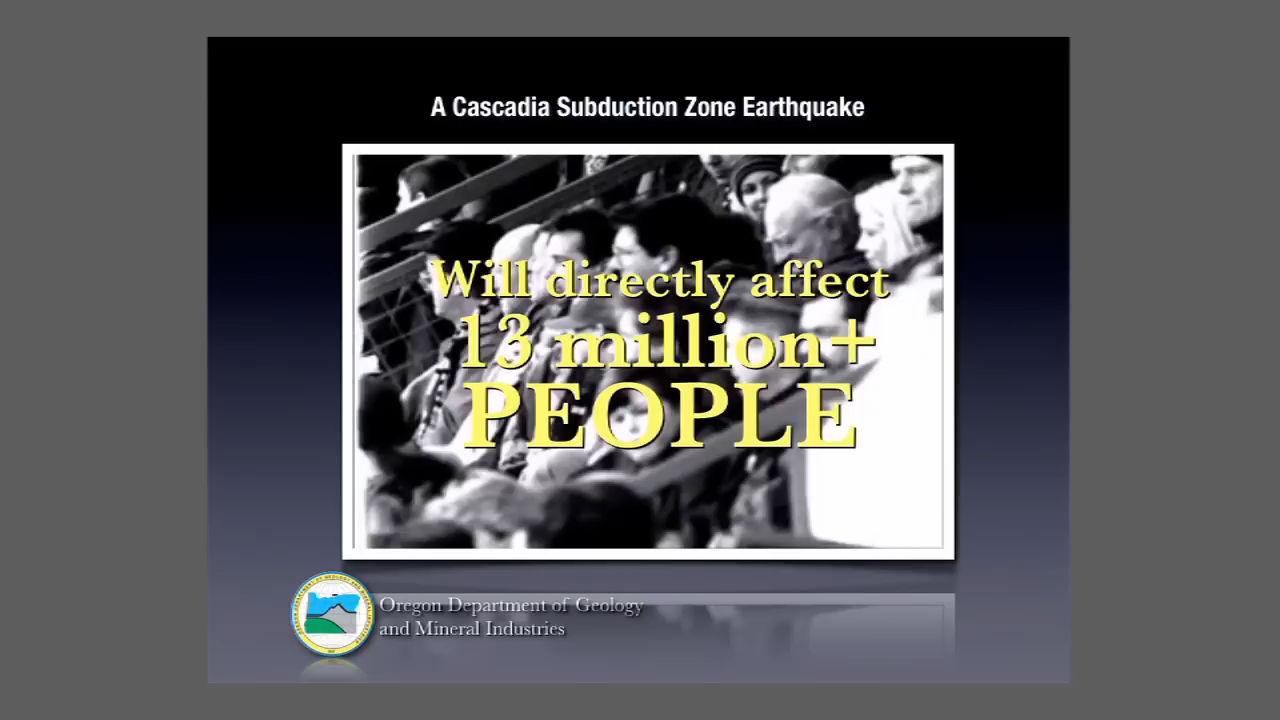 A Cascadia Subduction Zone Earthquake
Will directly affect
13 million+
PEOPLE
Oregon Department of Geology
and Mineral Industries